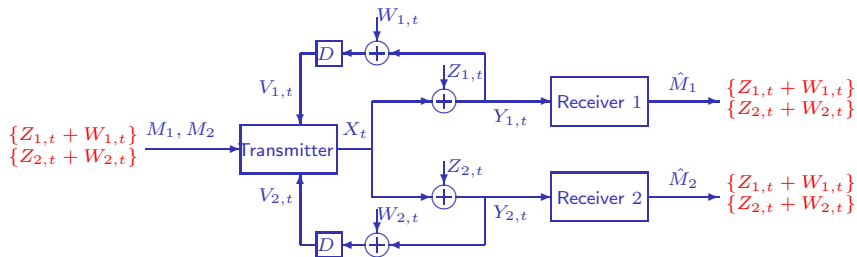 W_{1,t}
D
V_{1,t}
Z_{1,t}
Y_{1,t}
Receiver 1
\hat{M}_1
{Z_{1,t} + W_{1,t}}
{Z_{2,t} + W_{2,t}}
{Z_{1,t} + W_{1,t}}
{Z_{2,t} + W_{2,t}}
M_1, M_2
Transmitter
X_t
Z_{2,t}
V_{2,t}
W_{2,t}
D
Y_{2,t}
Receiver 2
\hat{M}_2
{Z_{1,t} + W_{1,t}}
{Z_{2,t} + W_{2,t}}